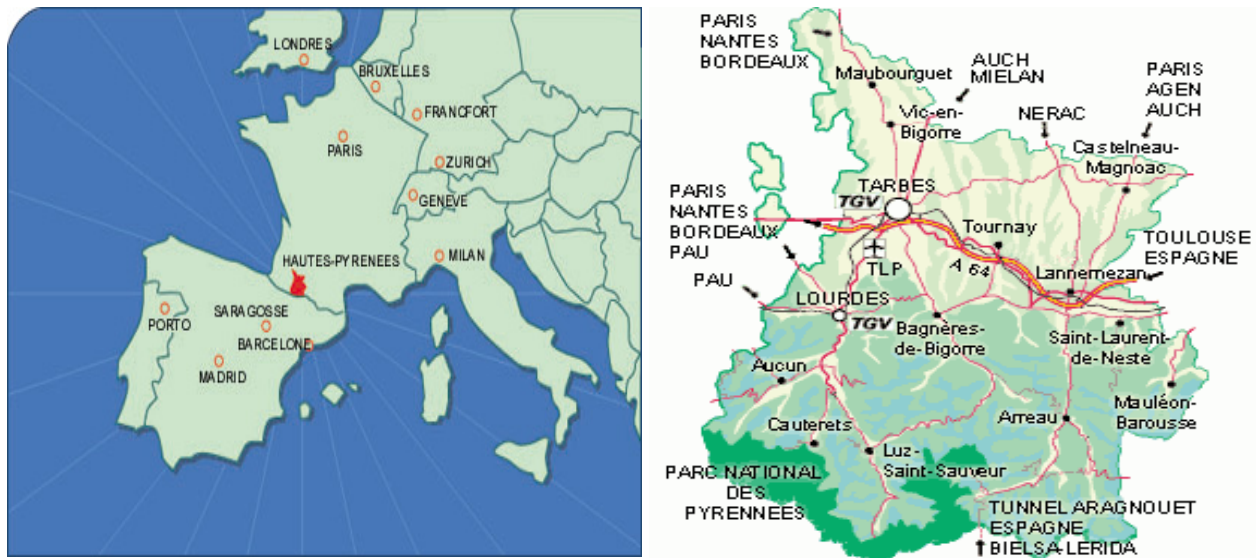 LONDRES
BRUXELLES
FRANCFORT
PARIS
ZURICH
GENEVE
MILAN
HAUTES-PYRENEES
PORTO
SARAGOSSE
BARCELONE
MADRID
PARIS
NANTES
BORDEAUX
AUCH
MIELAN
PARIS
AGEN
AUCH
Maubourguet
Vic-en-
Bigorre
NERAC
Castelneau-
Magnoac
PARIS
NANTES
BORDEAUX
PAU
TARBES
TGV
Tournay
TOULOUSE
ESPAGNE
TLP
A 64
Lannemezan
PAU
LOURDES
TGV
Bagnères-
de-Bigorre
Saint-Laurent-
de-Neste
Aucun
Mauléon-
Barousse
Arreau
Cauterets
Luz-
Saint-Sauveur
PARC NATIONAL
DES
PYRENNEES
TUNNEL ARAGNOUET
ESPAGNE
BIELSA-LERIDA